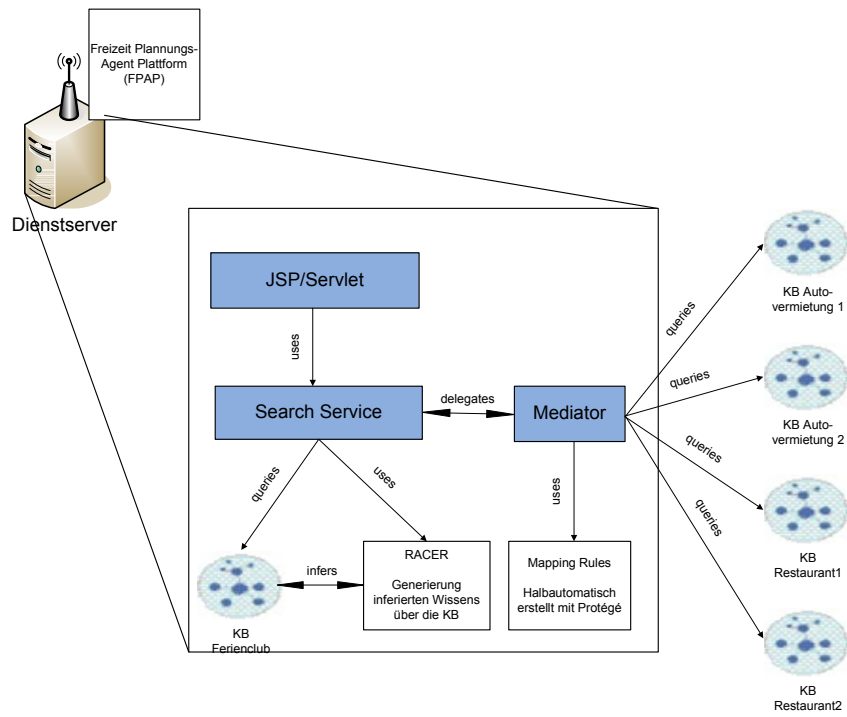 Freizeit Plannungs-
Agent Plattform
(FPAP)
Dienstserver
JSP/Servlet
uses
Search Service
delegates
Mediator
queries
uses
uses
infers
KB
Ferienclub
RACER
Generierung
inferierten Wissens
über die KB
Mapping Rules
Halbautomatisch
erstellt mit Protégé
queries
queries
queries
queries
KB Auto-
vermietung 1
KB Auto-
vermietung 2
KB
Restaurant1
KB
Restaurant2